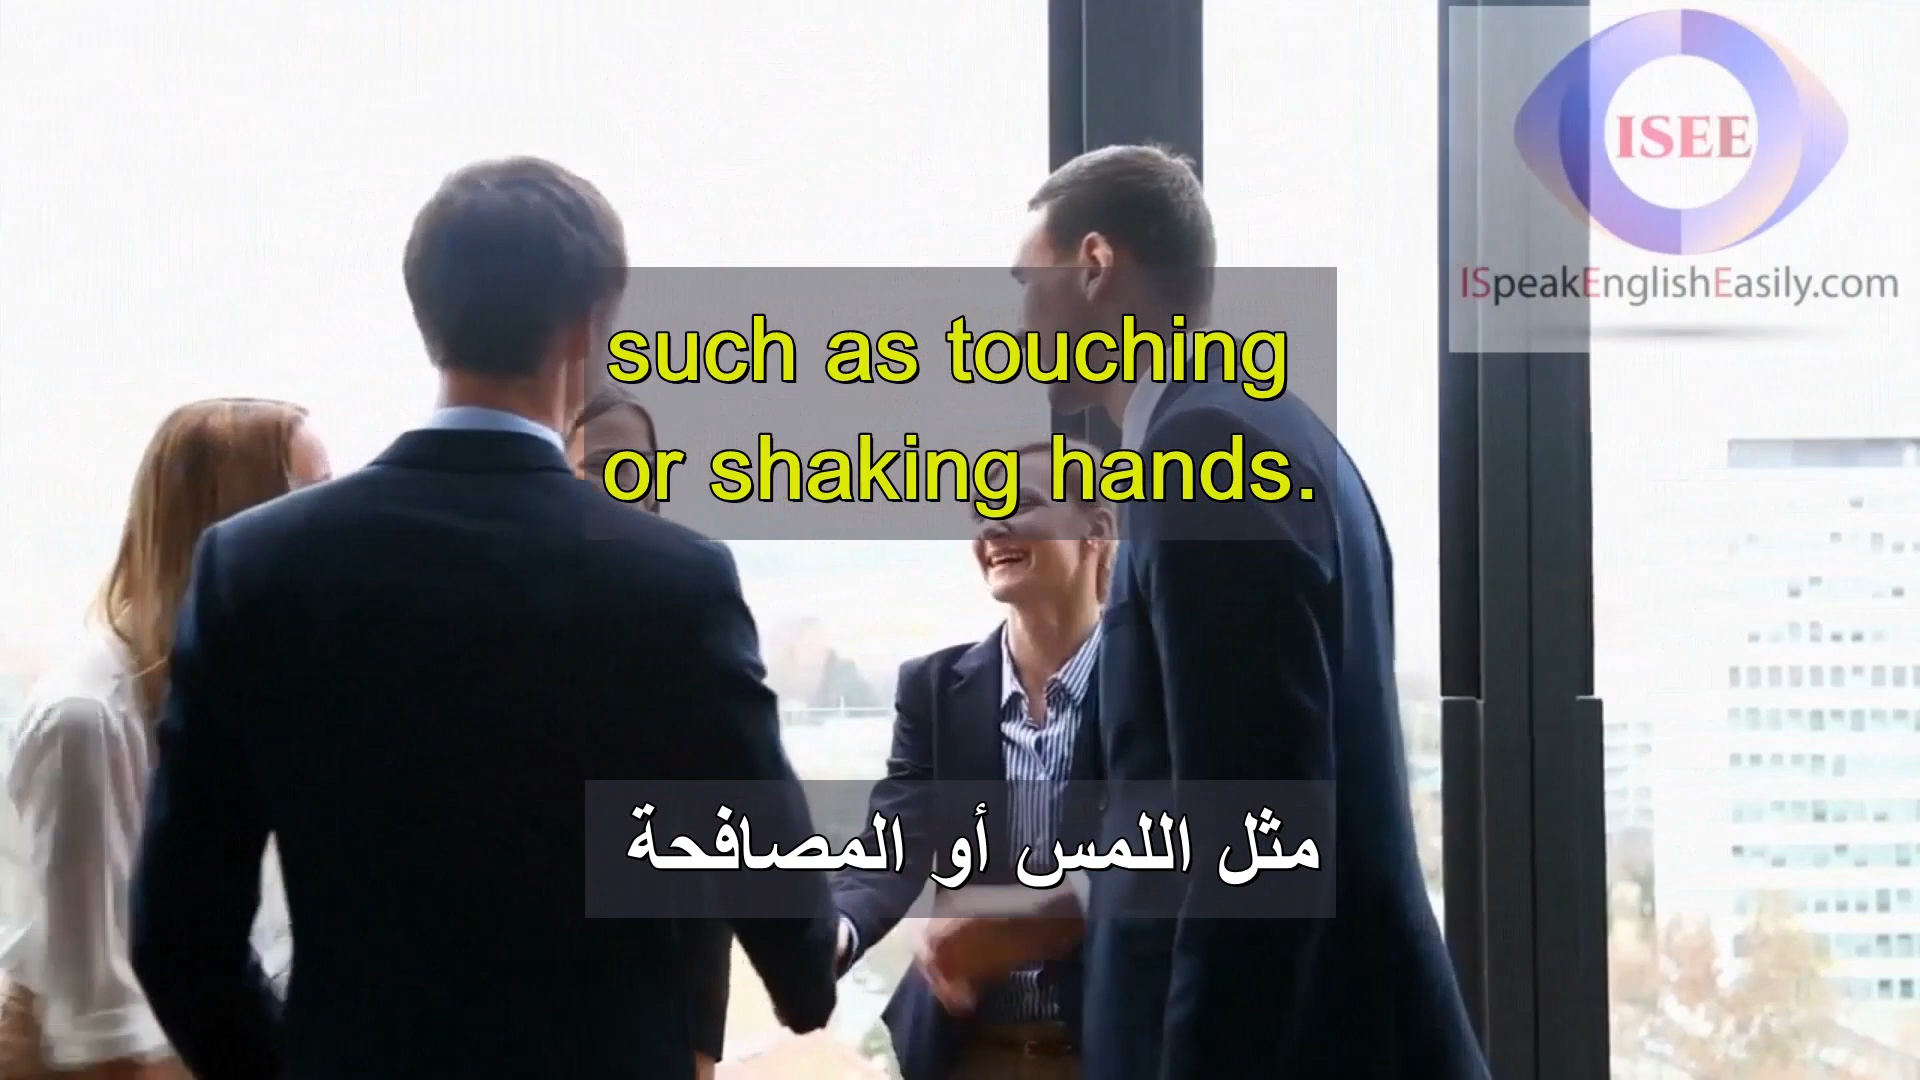 ISEE
ISpeakEnglishEasily.com
such as touching
or shaking hands.
مثل اللمس أو المصافحة